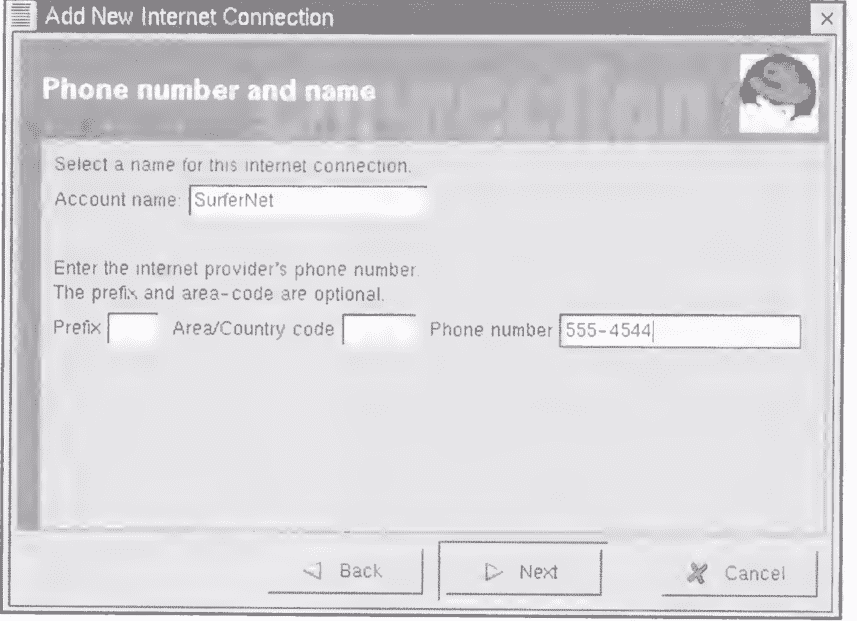 Add New Internet Connection
Phone number and name
Select a name for this internet connection.
Account name: SurferNet
Enter the internet provider's phone number.
The prefix and area-code are optional.
Prefix Area/Country code Phone number 555-4544
Back Next Cancel